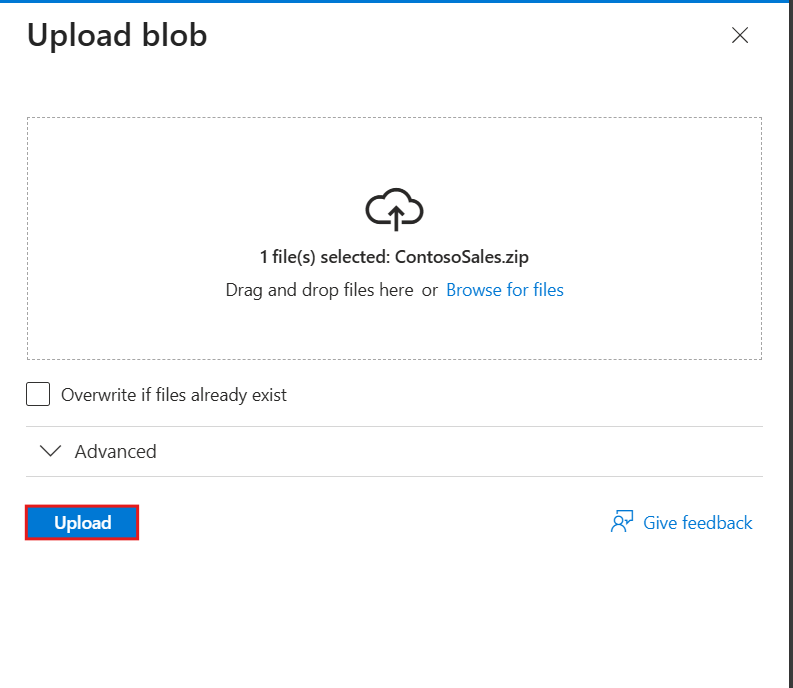 Upload blob
1 file(s) selected: ContosoSales.zip
Drag and drop files here or Browse for files
Overwrite if files already exist
Advanced
Upload
Give feedback